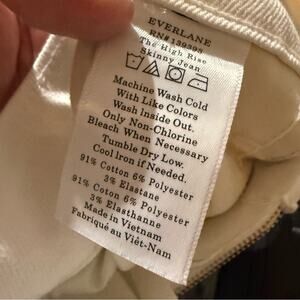 EVERLANE
RN# 139398
The High Rise
Skinny Jean
Machine Wash Cold
With Like Colors
Wash Inside Out.
Only Non-Chlorine
Bleach When Necessary
Tumble Dry Low.
Cool Iron if Needed.
91% Cotton 6% Polyester
3% Elastane
91% Coton 6% Polyester
3% Elasthanne
Made in Vietnam
Fabriqué au Viêt-Nam